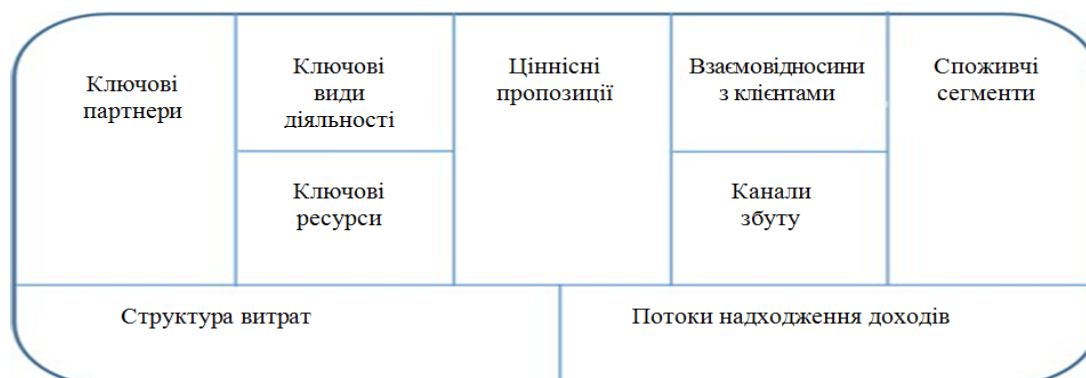 Ключові
партнери
Ключові
види
діяльності
Ключові
ресурси
Ціннісні
пропозиції
Взаємовідносини
з клієнтами
Канали
збуту
Споживчі
сегменти
Структура витрат
Потоки надходження доходів